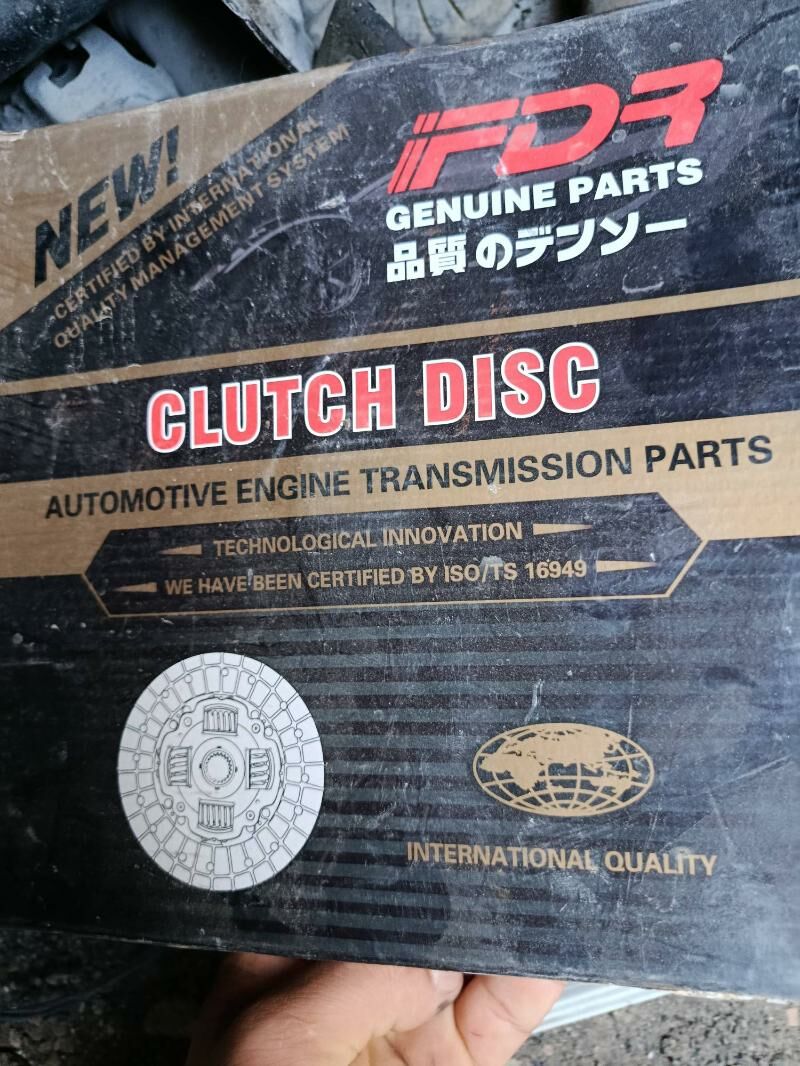 NEW!
CERTIFIED BY INTERNATIONAL
QUALITY MANAGEMENT SYSTEM
FDR
GENUINE PARTS
品質のデンソー
CLUTCH DISC
AUTOMOTIVE ENGINE TRANSMISSION PARTS
TECHNOLOGICAL INNOVATION
WE HAVE BEEN CERTIFIED BY ISO/TS 16949
INTERNATIONAL QUALITY